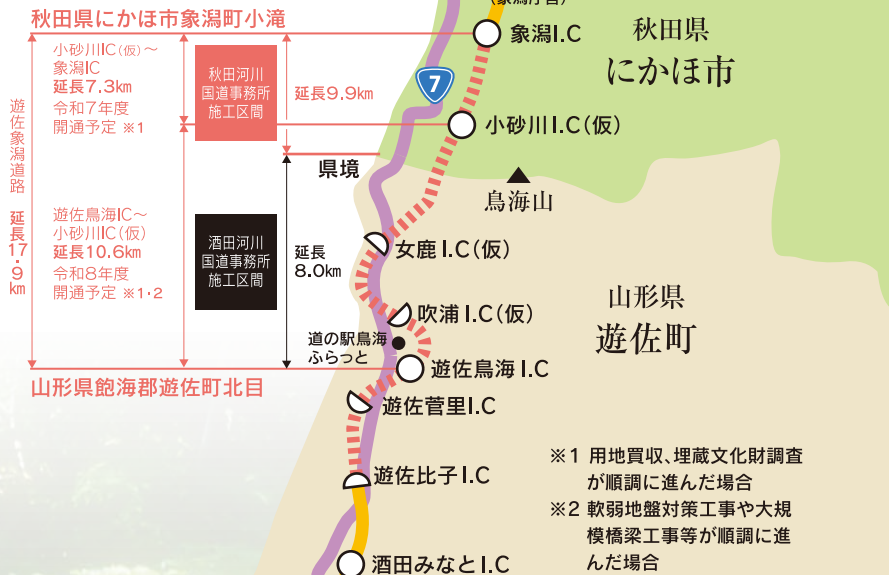 (象潟庁舎)
秋田県にかほ市象潟町小滝
小砂川IC(仮)~
象潟IC
延長7.3km
令和7年度
開通予定 ※1
秋田河川
国道事務所
施工区間
延長9.9km
遊佐象潟道路 延長17・9km
県境
遊佐鳥海IC~
小砂川IC(仮)
延長10.6km
令和8年度
開通予定 ※1・2
酒田河川
国道事務所
施工区間
延長
8.0km
山形県飽海郡遊佐町北目
7
象潟I.C
秋田県
にかほ市
小砂川I.C(仮)
鳥海山
女鹿I.C(仮)
吹浦I.C(仮)
道の駅鳥海
ふらっと
遊佐鳥海I.C
山形県
遊佐町
遊佐菅里I.C
遊佐比子I.C
酒田みなとI.C
※1 用地買収、埋蔵文化財調査
が順調に進んだ場合
※2 軟弱地盤対策工事や大規
模橋梁工事等が順調に進
んだ場合